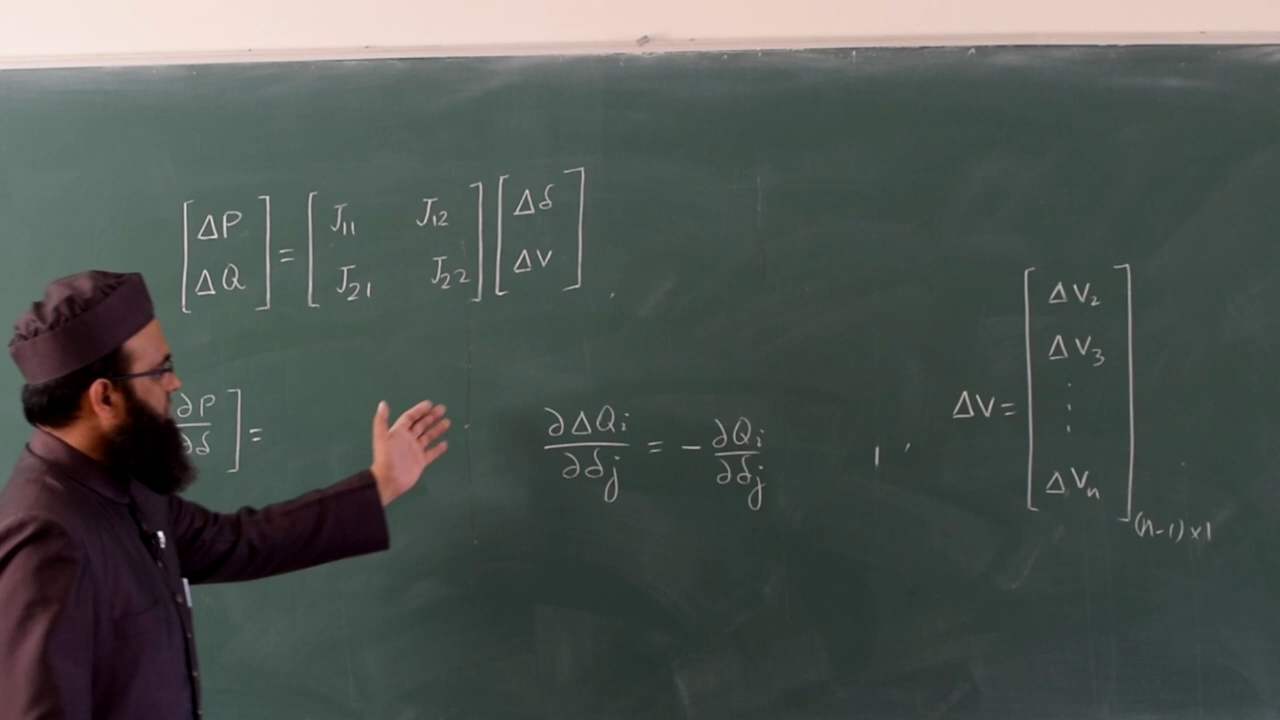 [ΔP ΔQ] = [J₁₁ J₁₂ J₂₁ J₂₂] [Δδ ΔV]
∂P/∂δ] =
∂ΔQᵢ/∂δⱼ = - ∂Qᵢ/∂δⱼ
ΔV = [ΔV₂ ΔV₃ ⋮ ΔVₙ] (n-1)×1